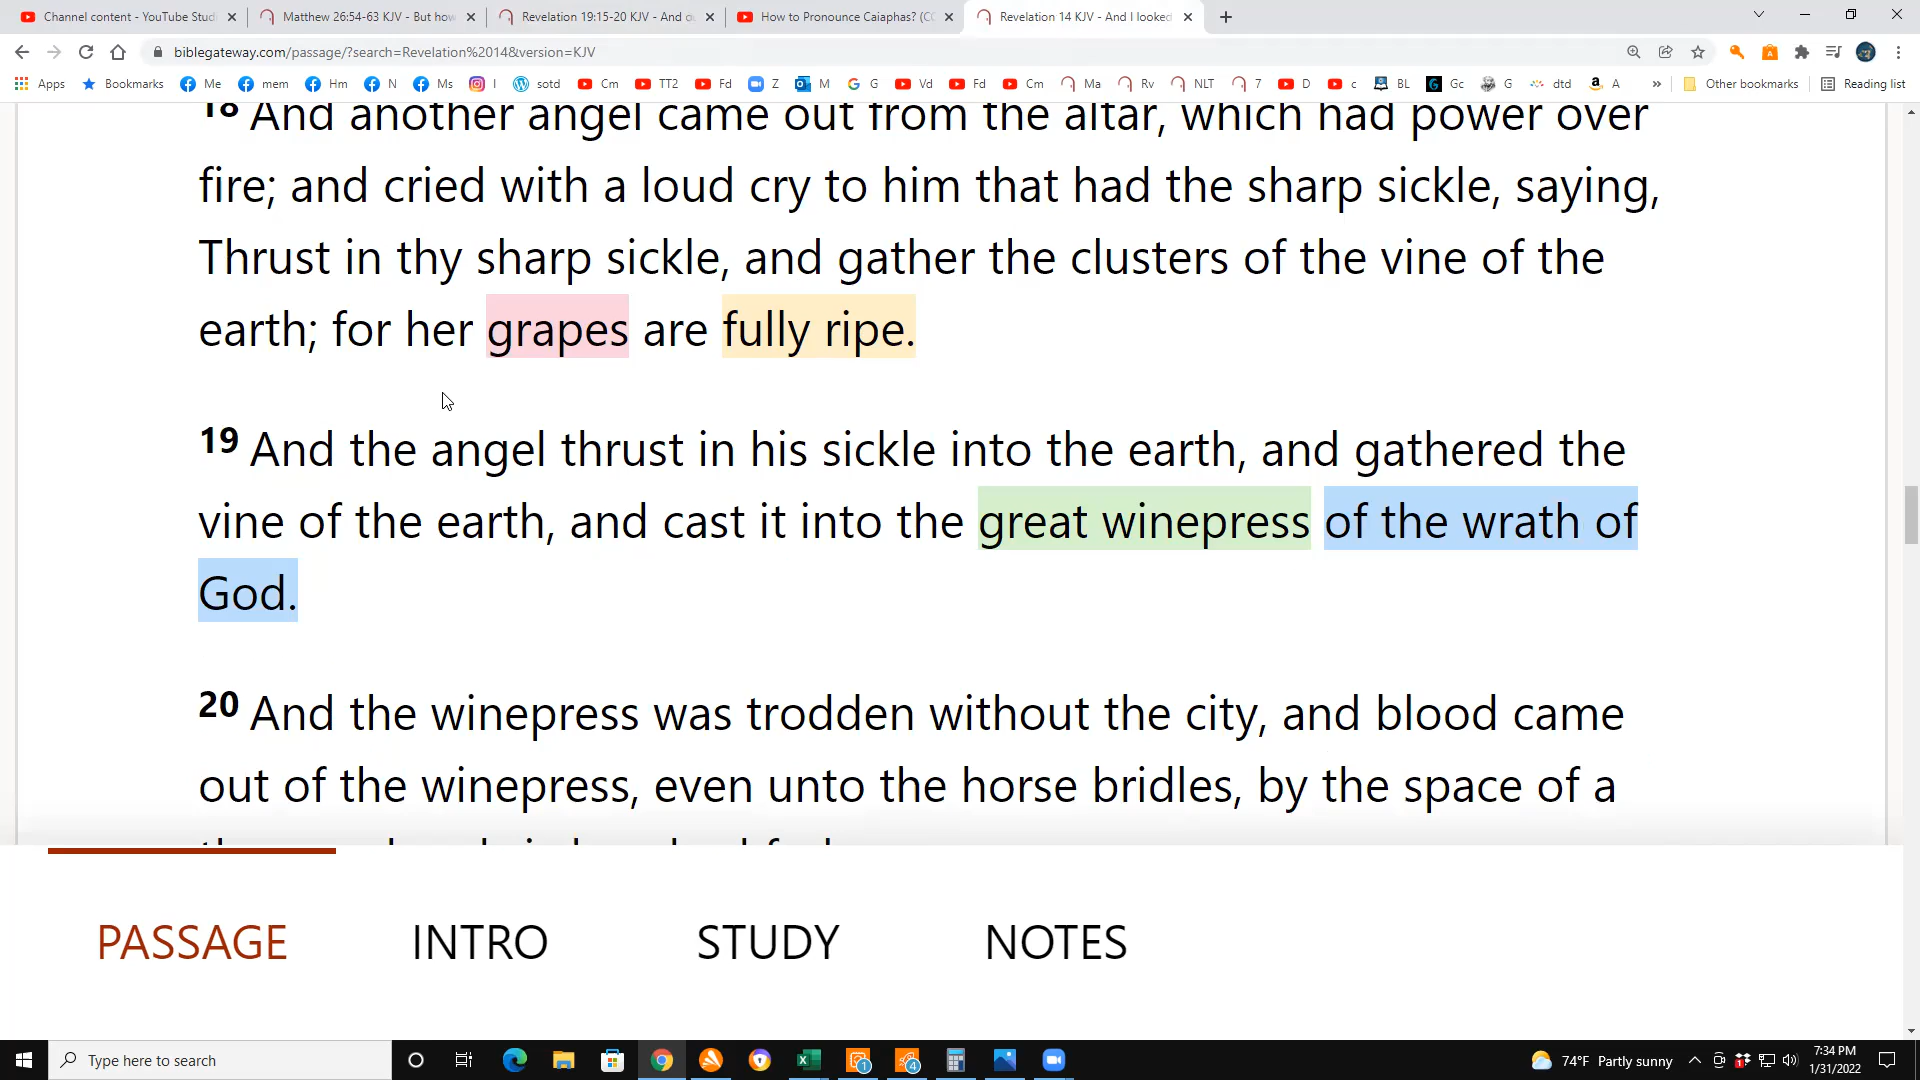 Channel content - YouTube Studi
Matthew 26:54-63 KJV - But how
Revelation 19:15-20 KJV - And ou
How to Pronounce Caiaphas? (CO
Revelation 14 KJV - And I looked
biblegateway.com/passage/?search=Revelation%2014&version=KJV
Apps Bookmarks Me mem Hm N Ms I sotd Cm TT2 Fd Z M G Vd Fd Cm Ma Rv NLT 7 D c BL Gc G dtd A » Other bookmarks Reading list
18 And another angel came out from the altar, which had power over
fire; and cried with a loud cry to him that had the sharp sickle, saying,
Thrust in thy sharp sickle, and gather the clusters of the vine of the
earth; for her grapes are fully ripe.
19 And the angel thrust in his sickle into the earth, and gathered the
vine of the earth, and cast it into the great winepress of the wrath of
God.
20 And the winepress was trodden without the city, and blood came
out of the winepress, even unto the horse bridles, by the space of a
PASSAGE INTRO STUDY NOTES
Type here to search
1
4
74°F Partly sunny
7:34 PM
1/31/2022